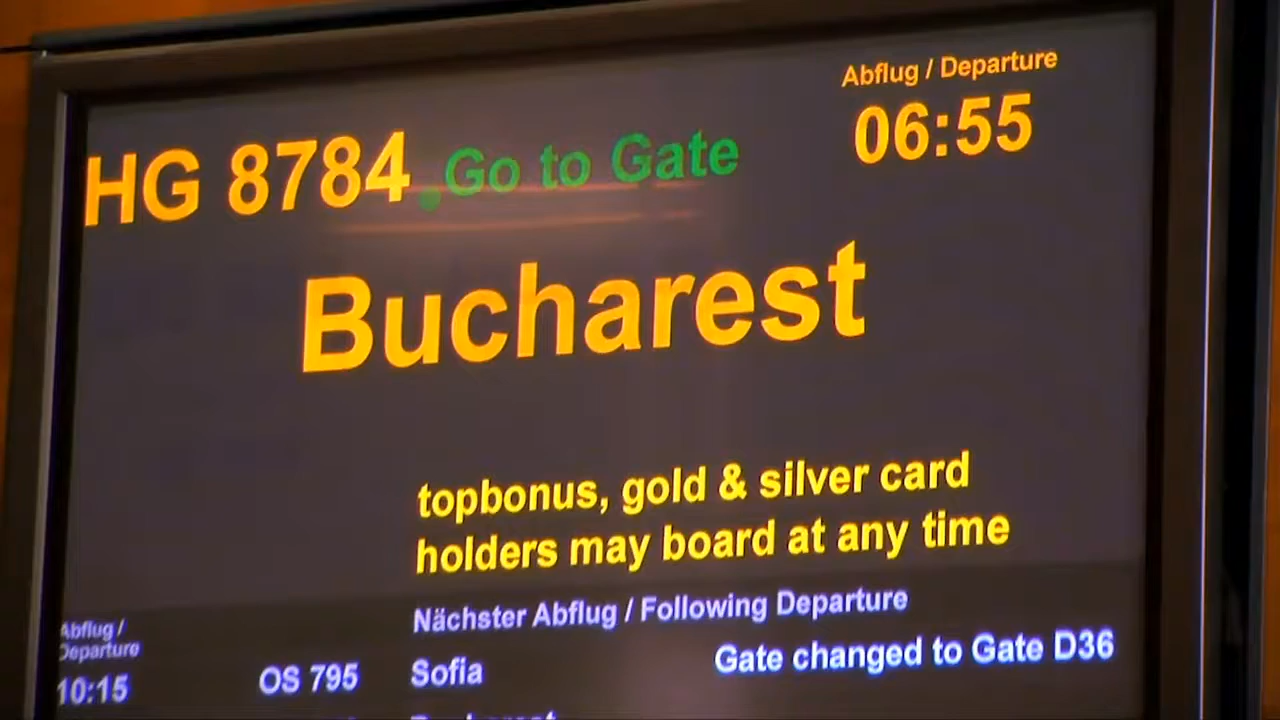 Abflug / Departure
HG 8784 Go to Gate 06:55
Bucharest
topbonus, gold & silver card
holders may board at any time
Nächster Abflug / Following Departure
Abflug /
Departure
10:15 OS 795 Sofia Gate changed to Gate D36